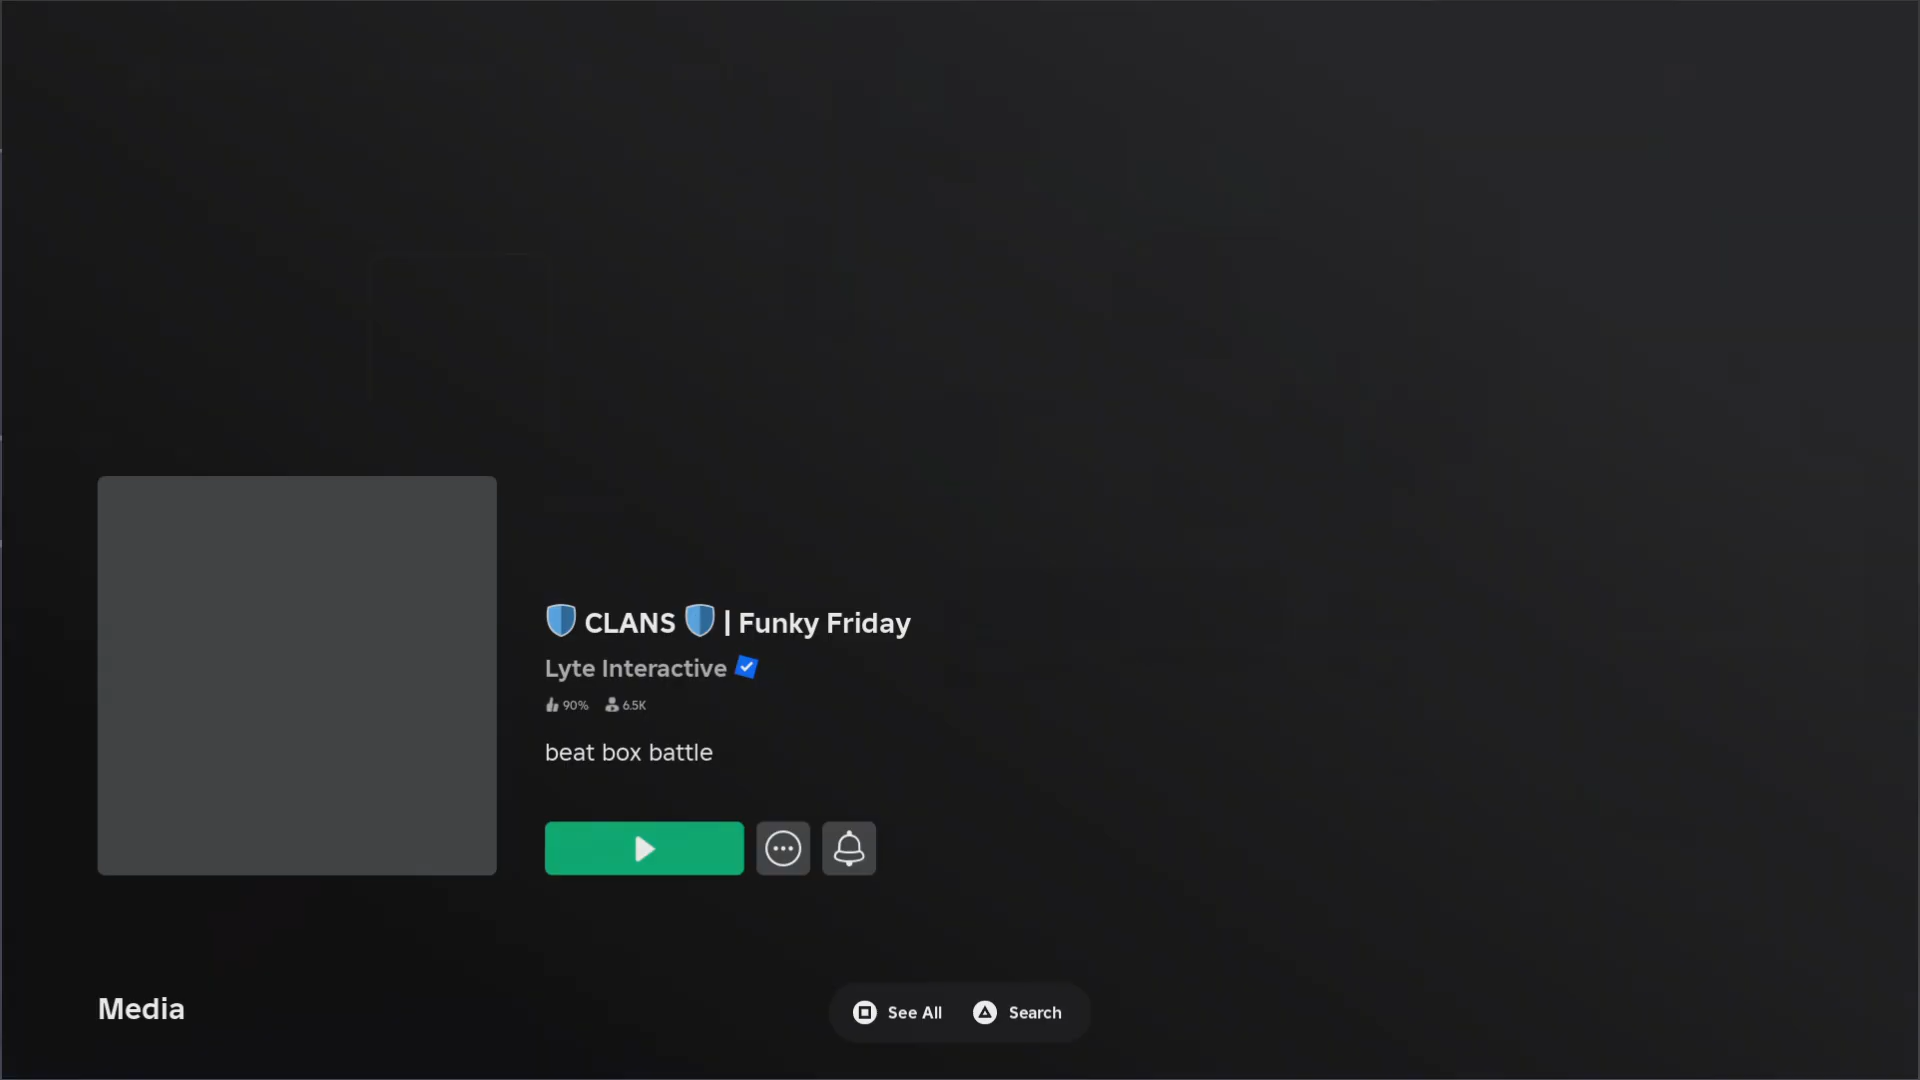 🛡️ CLANS 🛡️ | Funky Friday
Lyte Interactive
90% 6.5K
beat box battle
Media
See All Search